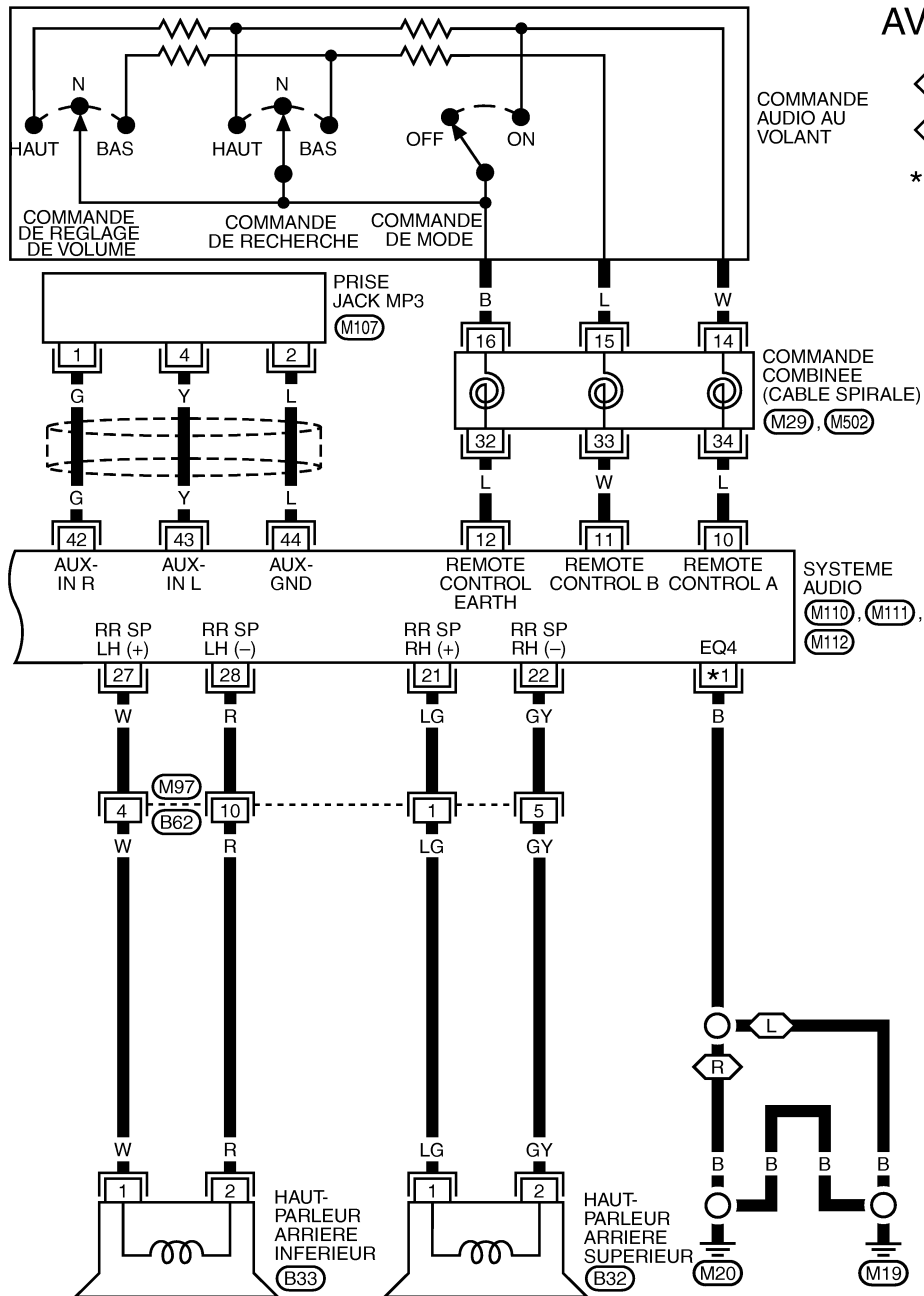 AV
N
N
HAUT
BAS
HAUT
BAS
OFF
ON
COMMANDE
AUDIO AU
VOLANT
*
COMMANDE
DE REGLAGE
DE VOLUME
COMMANDE
DE RECHERCHE
COMMANDE
DE MODE
PRISE
JACK MP3
M107
B
L
W
1
4
2
16
15
14
COMMANDE
COMBINEE
(CABLE SPIRALE)
M29, M502
G
Y
L
32
33
34
G
Y
L
L
W
L
42
43
44
12
11
10
AUX-
IN R
AUX-
IN L
AUX-
GND
REMOTE
CONTROL
EARTH
REMOTE
CONTROL B
REMOTE
CONTROL A
SYSTEME
AUDIO
M110, M111,
M112
RR SP
LH (+)
RR SP
LH (–)
RR SP
RH (+)
RR SP
RH (–)
EQ4
27
28
21
22
*1
W
R
LG
GY
B
M97
4
10
1
5
B62
W
R
LG
GY
L
R
W
R
LG
GY
B
B
B
B
1
2
1
2
HAUT-
PARLEUR
ARRIERE
INFERIEUR
B33
HAUT-
PARLEUR
ARRIERE
SUPERIEUR
B32
M20
M19